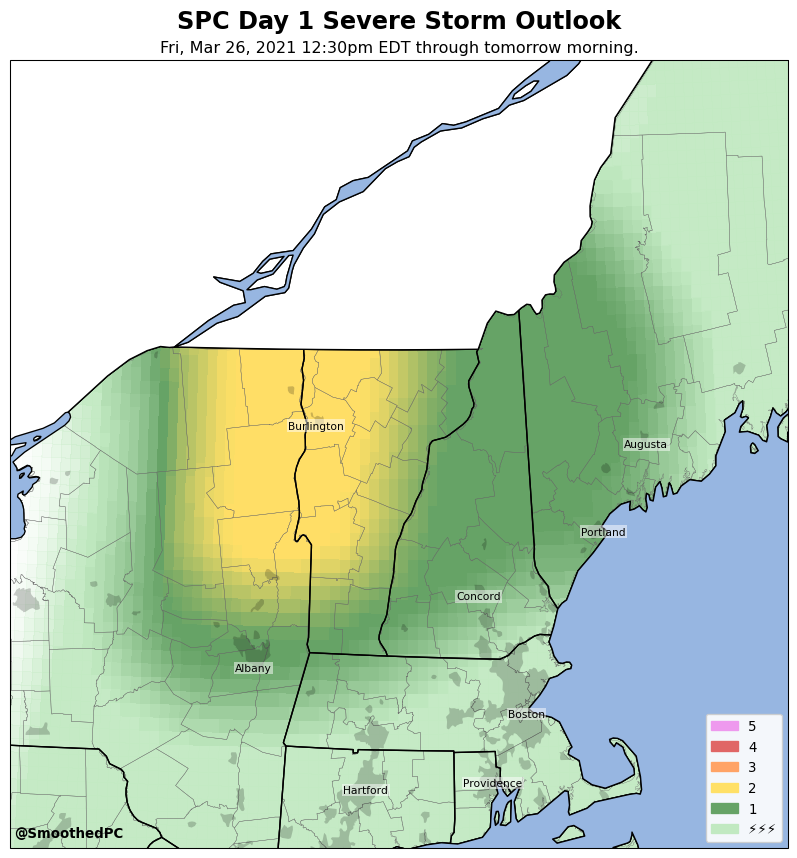 SPC Day 1 Severe Storm Outlook
Fri, Mar 26, 2021 12:30pm EDT through tomorrow morning.
Burlington
Augusta
Portland
Concord
Albany
Boston
Providence
Hartford
5
4
3
2
1
⚡⚡⚡
@SmoothedPC